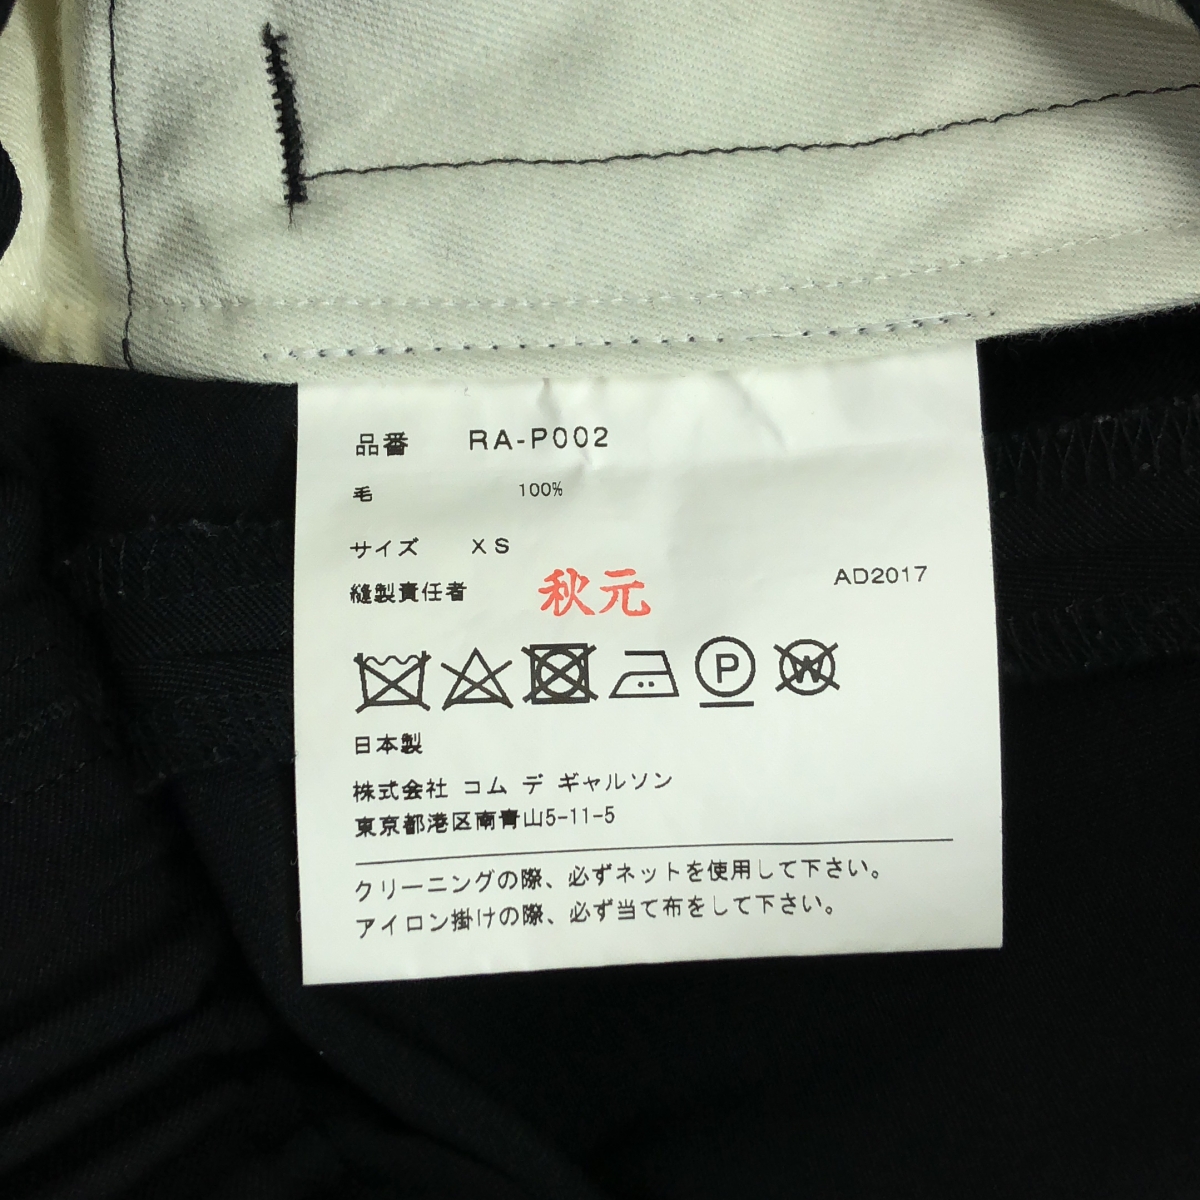 品番 RA-P002
毛 100%
サイズ XS
縫製責任者 秋元 AD2017
P W
日本製
株式会社 コム デ ギャルソン
東京都港区南青山5-11-5
クリーニングの際、必ずネットを使用して下さい。
アイロン掛けの際、必ず当て布をして下さい。